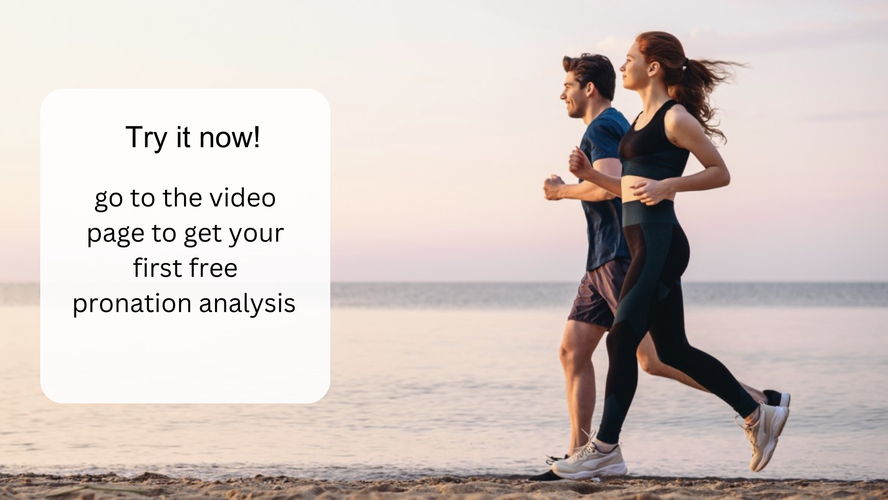 Try it now!
go to the video
page to get your
first free
pronation analysis